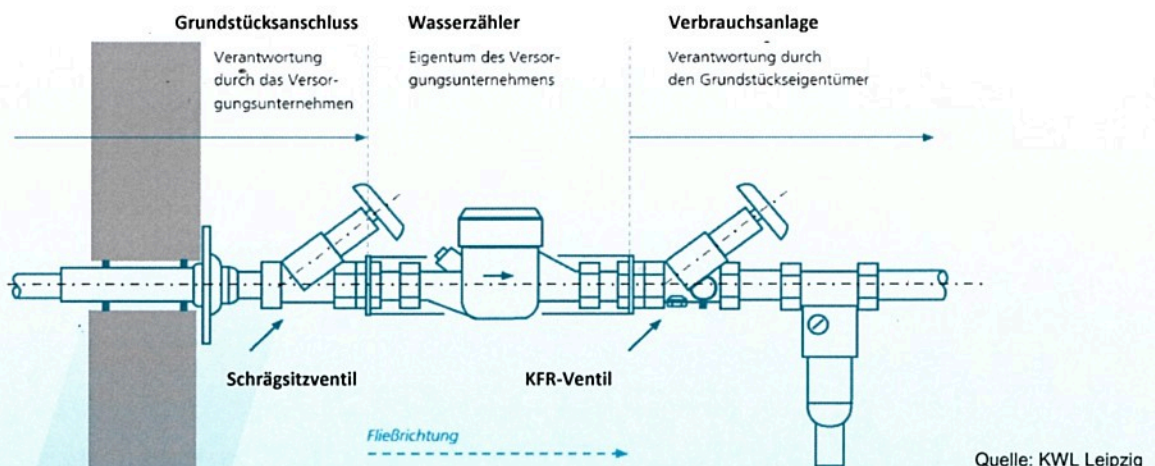 Grundstücksanschluss
Verantwortung
durch das Versor-
gungsunternehmen
Wasserzähler
Eigentum des Versor-
gungsunternehmens
Verbrauchsanlage
Verantwortung durch
den Grundstückseigentümer
Schrägsitzventil
KFR-Ventil
Fließrichtung
Quelle: KWL Leipzig